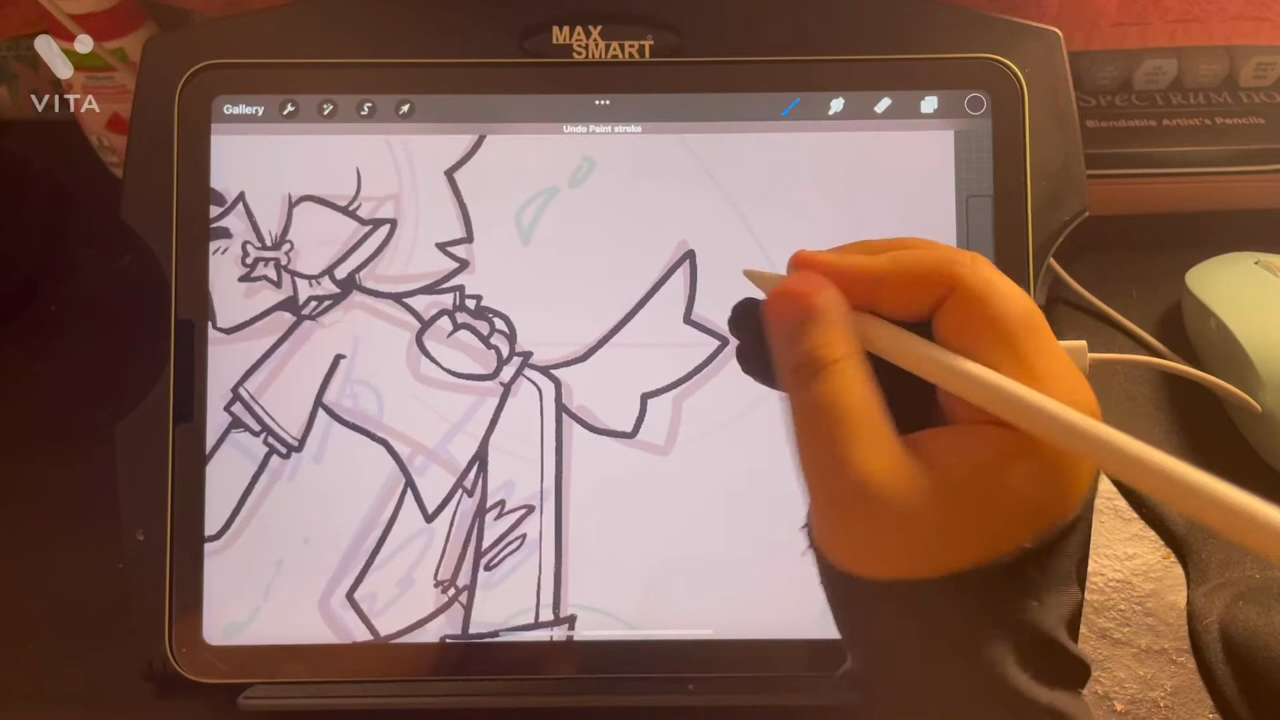 VITA
MAX
SMART
Gallery
Undo Paint stroke
SPECTRUM NO
Blendable Artist's Pencils